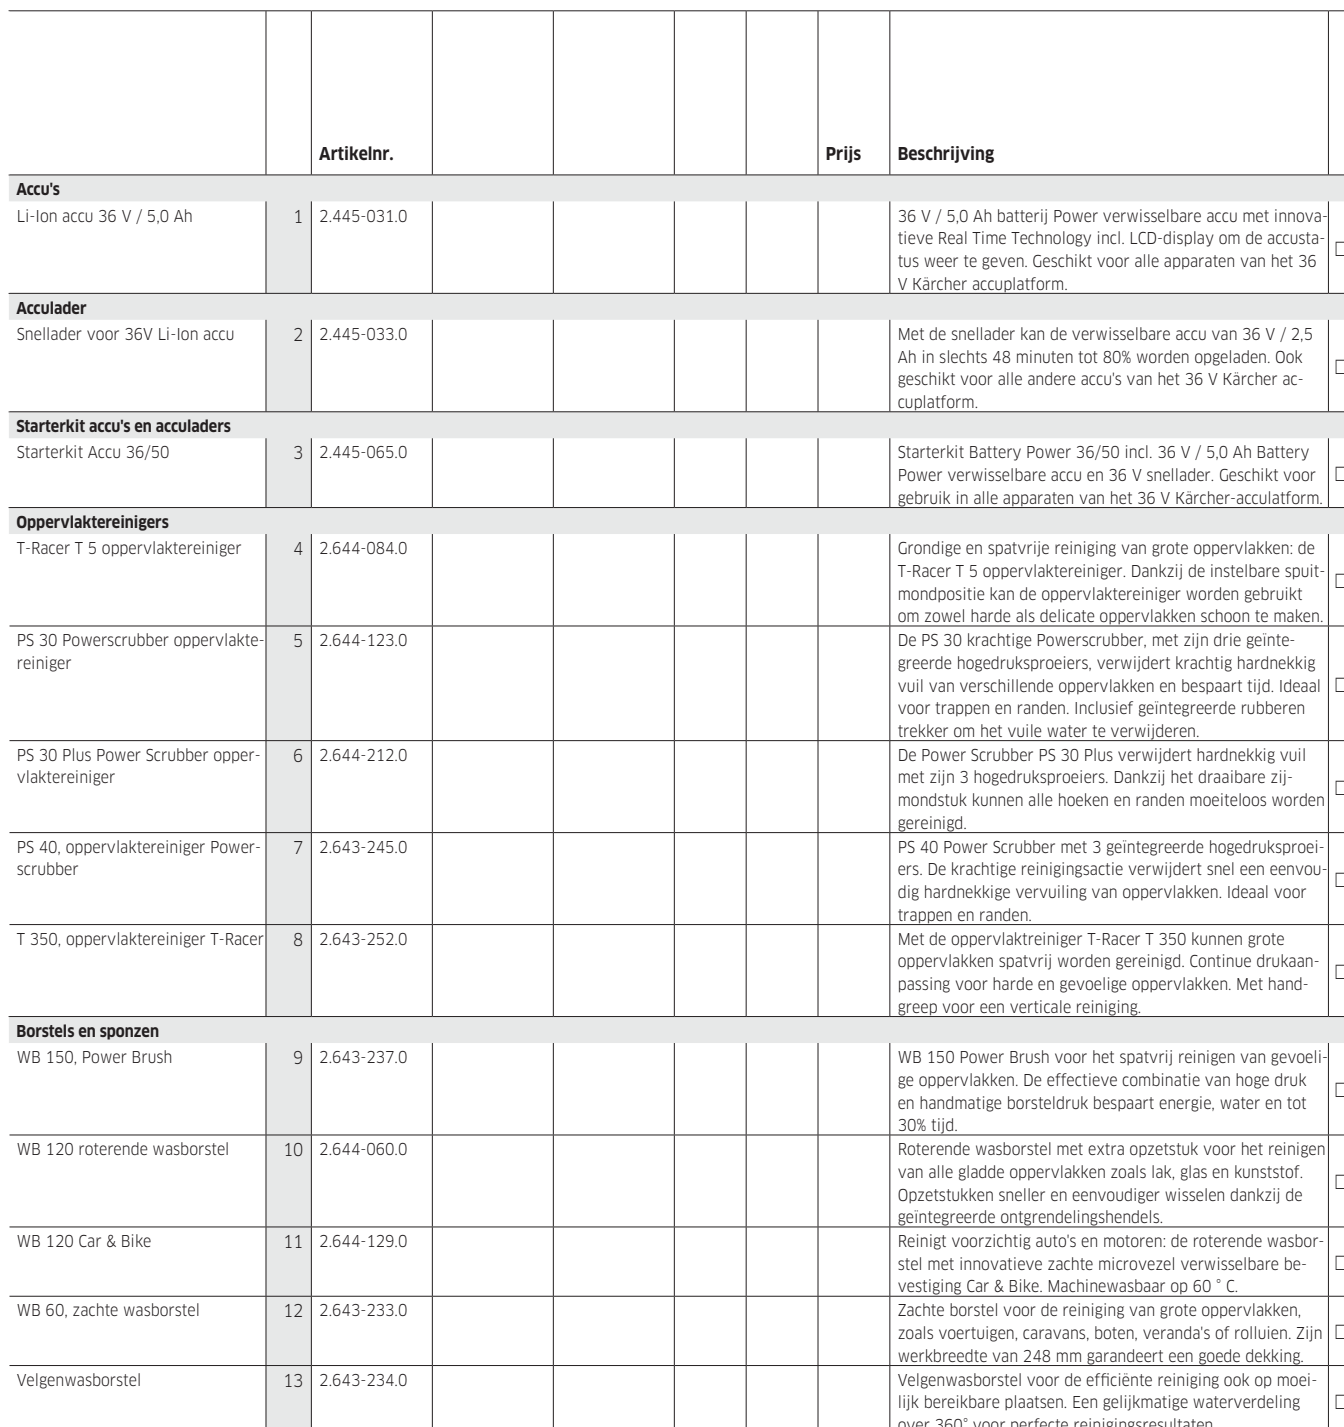 Artikelnr. Prijs Beschrijving
Accu's
Li-Ion accu 36 V / 5,0 Ah 1 2.445-031.0 36 V / 5,0 Ah batterij Power verwisselbare accu met innova-
tieve Real Time Technology incl. LCD-display om de accusta-
tus weer te geven. Geschikt voor alle apparaten van het 36
V Kärcher accuplatform.
Acculader
Snellader voor 36V Li-Ion accu 2 2.445-033.0 Met de snellader kan de verwisselbare accu van 36 V / 2,5
Ah in slechts 48 minuten tot 80% worden opgeladen. Ook
geschikt voor alle andere accu's van het 36 V Kärcher ac-
cuplatform.
Starterkit accu's en acculaders
Starterkit Accu 36/50 3 2.445-065.0 Starterkit Battery Power 36/50 incl. 36 V / 5,0 Ah Battery
Power verwisselbare accu en 36 V snellader. Geschikt voor
gebruik in alle apparaten van het 36 V Kärcher-acculatform.
Oppervlaktereinigers
T-Racer T 5 oppervlaktereiniger 4 2.644-084.0 Grondige en spatvrije reiniging van grote oppervlakken: de
T-Racer T 5 oppervlaktereiniger. Dankzij de instelbare spuit-
mondpositie kan de oppervlaktereiniger worden gebruikt
om zowel harde als delicate oppervlakken schoon te maken.
PS 30 Powerscrubber oppervlakte- 5 2.644-123.0 De PS 30 krachtige Powerscrubber, met zijn drie geïnte-
reiniger greerde hogedruksproeiers, verwijdert krachtig hardnekkig
vuil van verschillende oppervlakken en bespaart tijd. Ideaal
voor trappen en randen. Inclusief geïntegreerde rubberen
trekker om het vuile water te verwijderen.
PS 30 Plus Power Scrubber opper- 6 2.644-212.0 De Power Scrubber PS 30 Plus verwijdert hardnekkig vuil
vlaktereiniger met zijn 3 hogedruksproeiers. Dankzij het draaibare zij-
mondstuk kunnen alle hoeken en randen moeiteloos worden
gereinigd.
PS 40, oppervlaktereiniger Power- 7 2.643-245.0 PS 40 Power Scrubber met 3 geïntegreerde hogedruksproei-
scrubber ers. De krachtige reinigingsactie verwijdert snel een eenvou-
dig hardnekkige vervuiling van oppervlakken. Ideaal voor
trappen en randen.
T 350, oppervlaktereiniger T-Racer 8 2.643-252.0 Met de oppervlaktreiniger T-Racer T 350 kunnen grote
oppervlakken spatvrij worden gereinigd. Continue drukaan-
passing voor harde en gevoelige oppervlakken. Met hand-
greep voor een verticale reiniging.
Borstels en sponzen
WB 150, Power Brush 9 2.643-237.0 WB 150 Power Brush voor het spatvrij reinigen van gevoeli-
ge oppervlakken. De effectieve combinatie van hoge druk
en handmatige borsteldruk bespaart energie, water en tot
30% tijd.
WB 120 roterende wasborstel 10 2.644-060.0 Roterende wasborstel met extra opzetstuk voor het reinigen
van alle gladde oppervlakken zoals lak, glas en kunststof.
Opzetstukken sneller en eenvoudiger wisselen dankzij de
geïntegreerde ontgrendelingshendels.
WB 120 Car & Bike 11 2.644-129.0 Reinigt voorzichtig auto's en motoren: de roterende wasbor-
stel met innovatieve zachte microvezel verwisselbare be-
vestiging Car & Bike. Machinewasbaar op 60 ° C.
WB 60, zachte wasborstel 12 2.643-233.0 Zachte borstel voor de reiniging van grote oppervlakken,
zoals voertuigen, caravans, boten, veranda's of rolluien. Zijn
werkbreedte van 248 mm garandeert een goede dekking.
Velgenwasborstel 13 2.643-234.0 Velgenwasborstel voor de efficiënte reiniging ook op moei-
lijk bereikbare plaatsen. Een gelijkmatige waterverdeling
over 360° voor perfecte reinigingsresultaten.